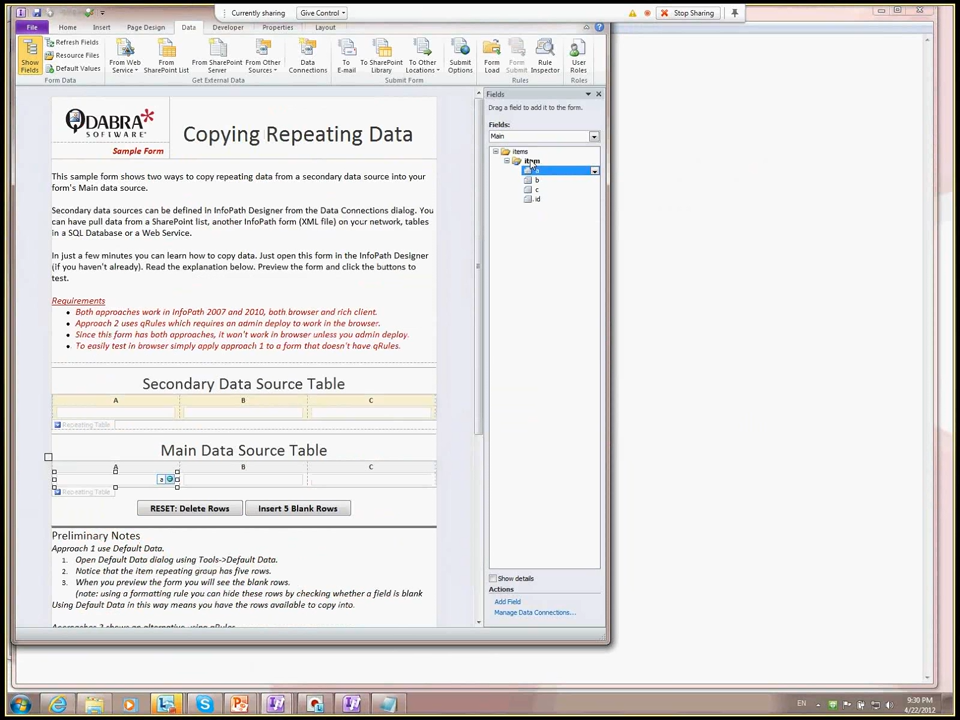 Currently sharing
Give Control
Stop Sharing
File
Home
Insert
Page Design
Data
Developer
Properties
Layout
Show Fields
Refresh Fields
Resource Files
Default Values
Form Data
From Web Service
From SharePoint List
From SharePoint Server
From Other Sources
Data Connections
Get External Data
To E-mail
To SharePoint Library
To Other Locations
Submit Options
Submit Form
Form Load
Form Submit
Rule Inspector
Rules
User Roles
Roles
Fields
Drag a field to add it to the form.
Fields:
Main
items
item
a
b
c
id
Show details
Actions
Add Field
Manage Data Connections...
QDABRA
SOFTWARE
Sample Form
Copying Repeating Data
This sample form shows two ways to copy repeating data from a secondary data source into your
form's Main data source.
Secondary data sources can be defined in InfoPath Designer from the Data Connections dialog. You
can have pull data from a SharePoint list, another InfoPath form (XML file) on your network, tables
in a SQL Database or a Web Service.
In just a few minutes you can learn how to copy data. Just open this form in the InfoPath Designer
(if you haven't already). Read the explanation below. Preview the form and click the buttons to
test.
Requirements
• Both approaches work in InfoPath 2007 and 2010, both browser and rich client.
• Approach 2 uses qRules which requires an admin deploy to work in the browser.
• Since this form has both approaches, it won't work in browser unless you admin deploy.
• To easily test in browser simply apply approach 1 to a form that doesn't have qRules.
Secondary Data Source Table
A B C
Repeating Table
Main Data Source Table
A B C
a
Repeating Table
RESET: Delete Rows
Insert 5 Blank Rows
Preliminary Notes
Approach 1 use Default Data.
1. Open Default Data dialog using Tools->Default Data.
2. Notice that the item repeating group has five rows.
3. When you preview the form you will see the blank rows.
(note: using a formatting rule you can hide these rows by checking whether a field is blank
Using Default Data in this way means you have the rows available to copy into.
Approaches 2 shows an alternative using qRules
EN
9:30 PM
4/22/2012